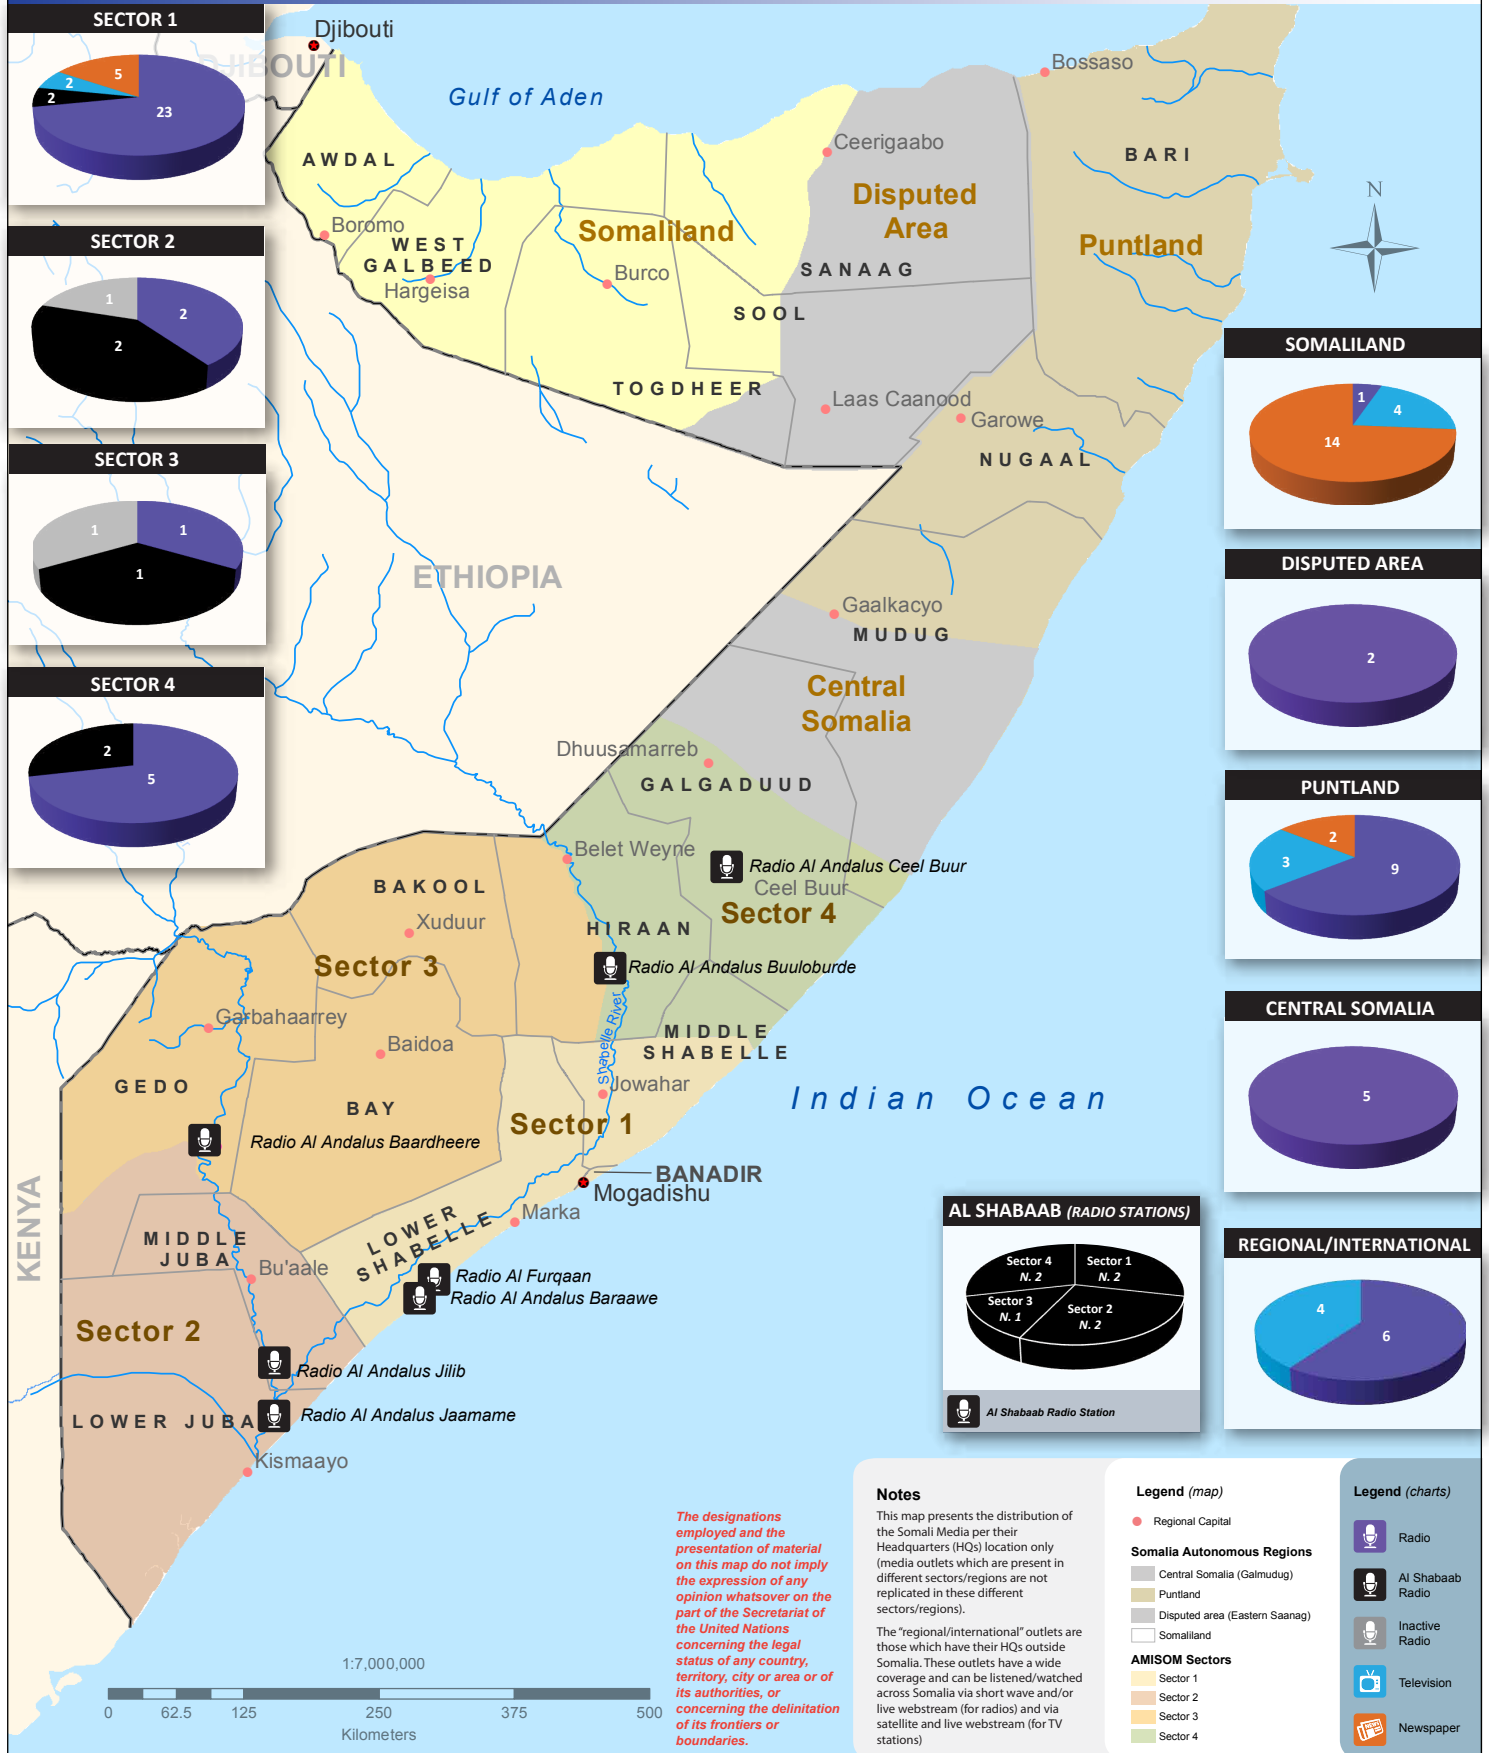 SECTOR 1
5
2
2
23
SECTOR 2
1
2
2
SECTOR 3
1
1
1
SECTOR 4
2
5
Djibouti
DJIBOUTI
Gulf of Aden
Bossaso
Ceerigaabo
AWDAL
BARI
Disputed
Area
Boromo
WEST
GALBEED
Hargeisa
Somaliland
Burco
SANAAG
Puntland
N
SOOL
TOGDHEER
Laas Caanood
Garowe
NUGAAL
ETHIOPIA
Gaalkacyo
MUDUG
Central
Somalia
Dhuusamarreb
GALGADUUD
Belet Weyne
Radio Al Andalus Ceel Buur
Ceel Buur
BAKOOL
Xuduur
HIRAAN
Sector 4
Sector 3
Radio Al Andalus Buuloburde
Garbahaarrey
Baidoa
Shabelle River
MIDDLE
SHABELLE
GEDO
Jowahar
BAY
Sector 1
Indian Ocean
Radio Al Andalus Baardheere
BANADIR
Mogadishu
KENYA
Marka
LOWER
SHABELLE
MIDDLE
JUBA
Bu'aale
Radio Al Furqaan
Radio Al Andalus Baraawe
Sector 2
Radio Al Andalus Jilib
LOWER JUBA
Radio Al Andalus Jaamame
Kismaayo
SOMALILAND
1
4
14
DISPUTED AREA
2
PUNTLAND
2
3
9
CENTRAL SOMALIA
5
REGIONAL/INTERNATIONAL
4
6
AL SHABAAB (RADIO STATIONS)
Sector 4
N. 2
Sector 1
N. 2
Sector 3
N. 1
Sector 2
N. 2
Al Shabaab Radio Station
1:7,000,000
0 62.5 125 250 375 500
Kilometers
The designations
employed and the
presentation of material
on this map do not imply
the expression of any
opinion whatsover on the
part of the Secretariat of
the United Nations
concerning the legal
status of any country,
territory, city or area or of
its authorities, or
concerning the delinitation
of its frontiers or
boundaries.
Notes
This map presents the distribution of
the Somali Media per their
Headquarters (HQs) location only
(media outlets which are present in
different sectors/regions are not
replicated in these different
sectors/regions).
The "regional/international" outlets are
those which have their HQs outside
Somalia. These outlets have a wide
coverage and can be listened/watched
across Somalia via short wave and/or
live webstream (for radios) and via
satellite and live webstream (for TV
stations)
Legend (map)
Regional Capital
Somalia Autonomous Regions
Central Somalia (Galmudug)
Puntland
Disputed area (Eastern Saanag)
Somaliland
AMISOM Sectors
Sector 1
Sector 2
Sector 3
Sector 4
Legend (charts)
Radio
Al Shabaab
Radio
Inactive
Radio
Television
NEWS
Newspaper